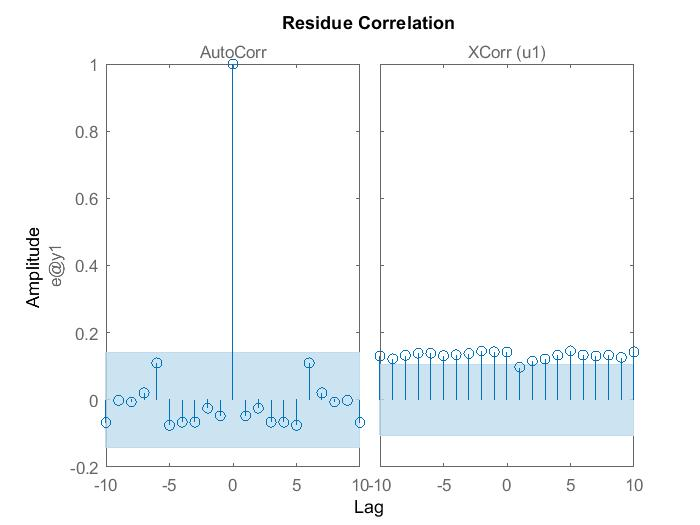 Residue Correlation
AutoCorr
XCorr (u1)
1
0.8
0.6
0.4
0.2
0
-0.2
Amplitude
e@y1
-10 -5 0 5 10
-10 -5 0 5 10
Lag